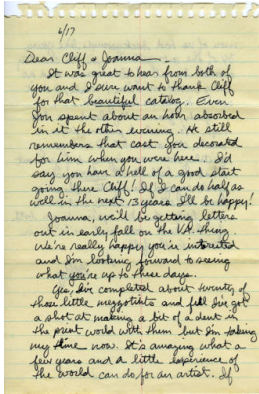 6/17
Dear Cliff & Joanna —
It was great to hear from both of
you and I sure want to thank Cliff
for that beautiful catalog. Even
Jon spent about an hour absorbed
in it the other evening. He still
remembers that cast you decorated
for him when you were here. I'd
say you have a hell of a good start
going there Cliff! If I can do half as
well in the next 13 years I'll be happy!
Joanna, we'll be getting letters
out in early fall on the V.A. thing.
We're really happy you're interested
and I'm looking forward to seeing
what you're up to these days.
Yes, I've completed about twenty of
those little mezzotints and feel I've got
a shot at making a bit of a dent in
the print world with them but I'm taking
my time now. It's amazing what a
few years and a little experience of
the world can do for an artist. If